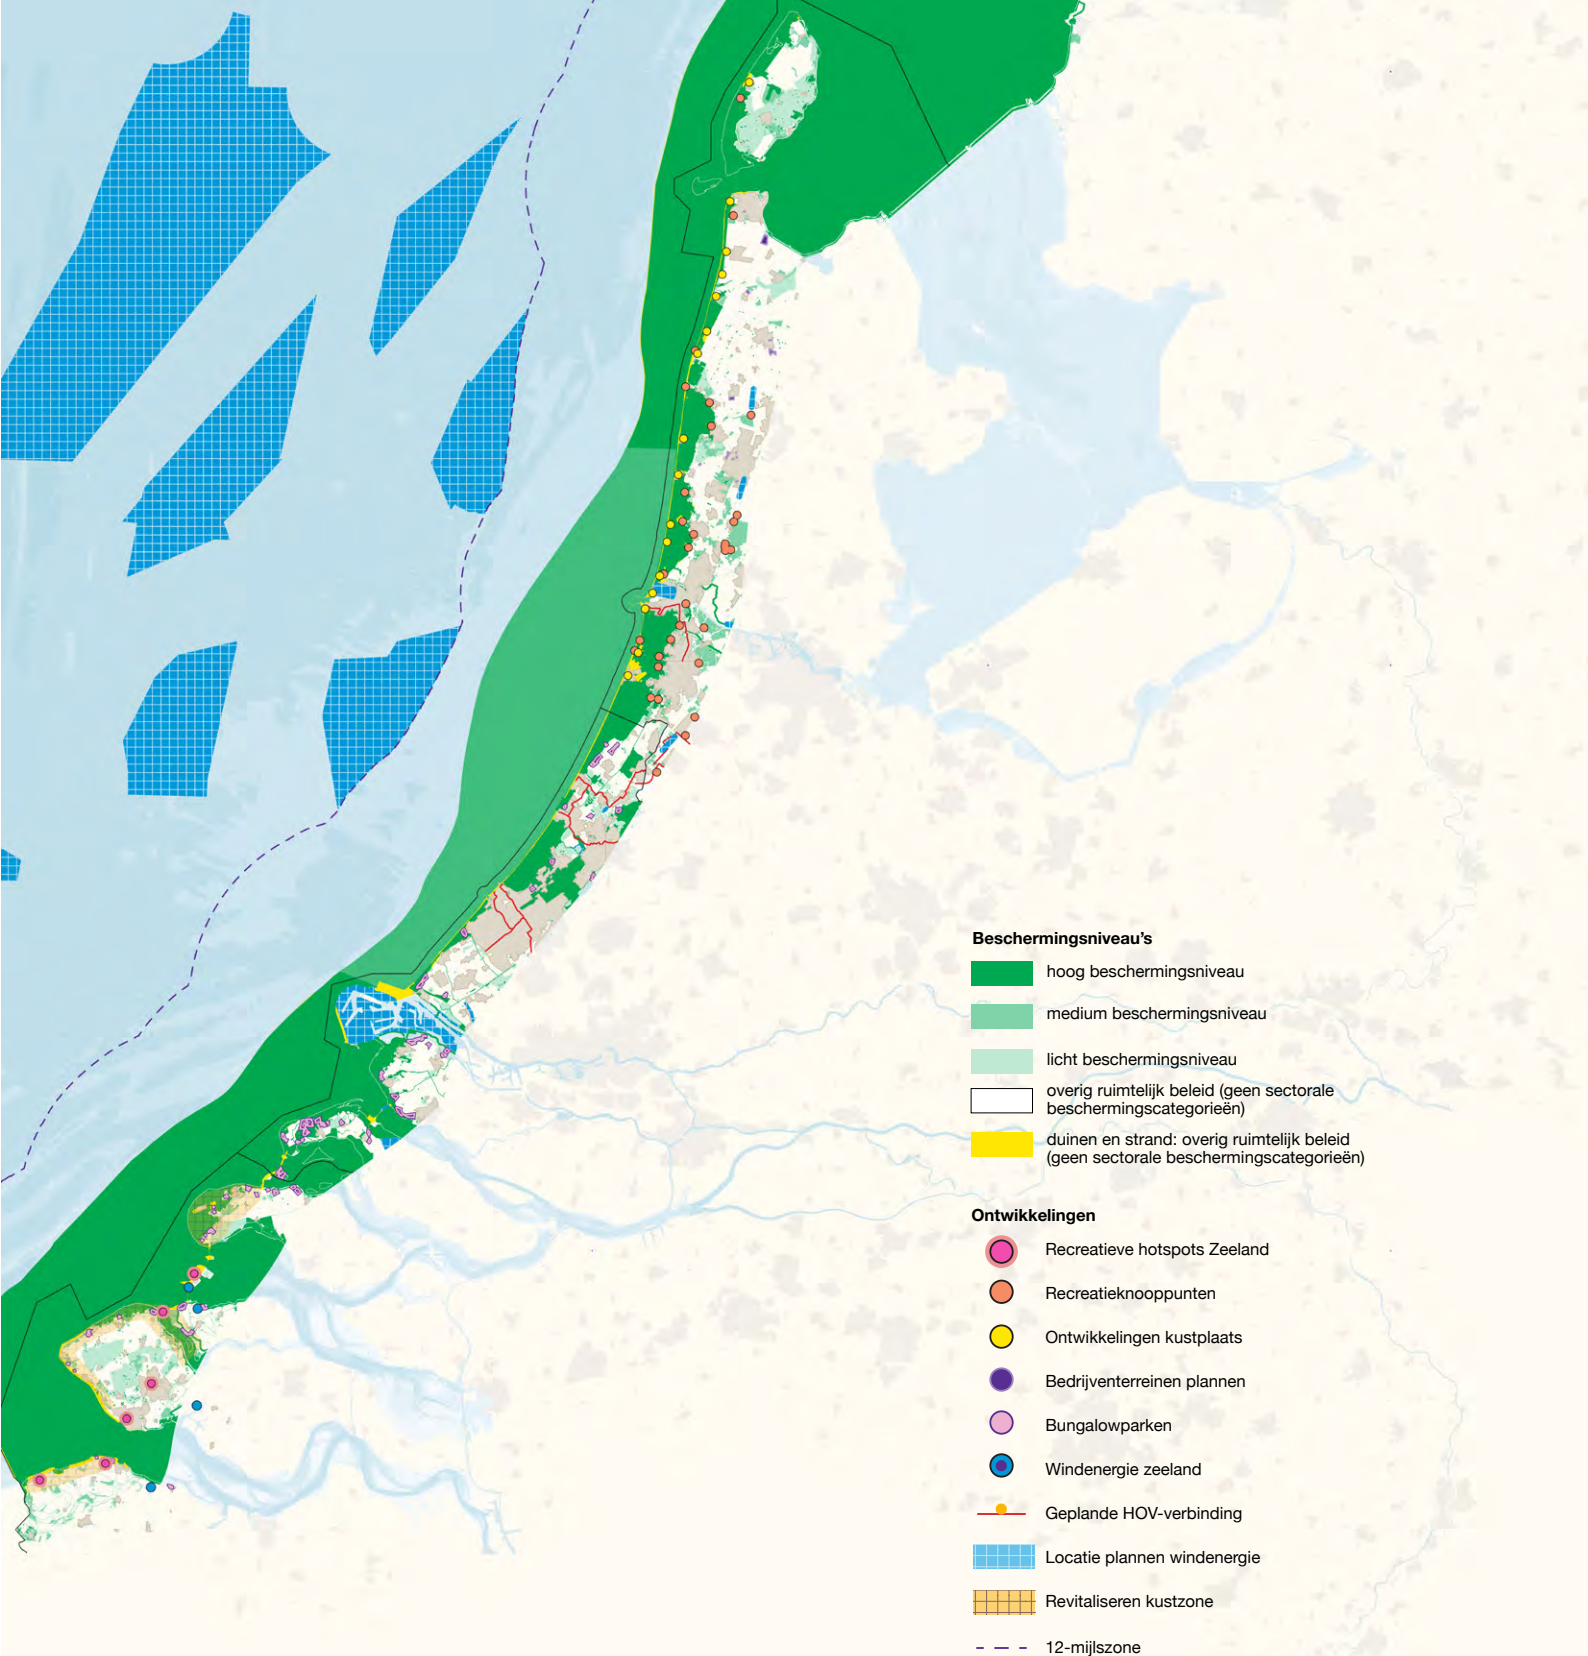 Beschermingsniveau's
hoog beschermingsniveau
medium beschermingsniveau
licht beschermingsniveau
overig ruimtelijk beleid (geen sectorale
beschermingscategorieën)
duinen en strand: overig ruimtelijk beleid
(geen sectorale beschermingscategorieën)
Ontwikkelingen
Recreatieve hotspots Zeeland
Recreatieknooppunten
Ontwikkelingen kustplaats
Bedrijventerreinen plannen
Bungalowparken
Windenergie zeeland
Geplande HOV-verbinding
Locatie plannen windenergie
Revitaliseren kustzone
12-mijlszone